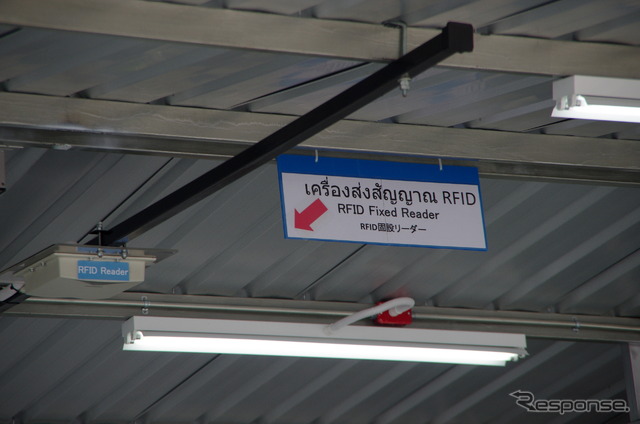 เครื่องส่งสัญญาณ RFID
RFID Fixed Reader
RFID固設リーダー
RFID Reader
Response.